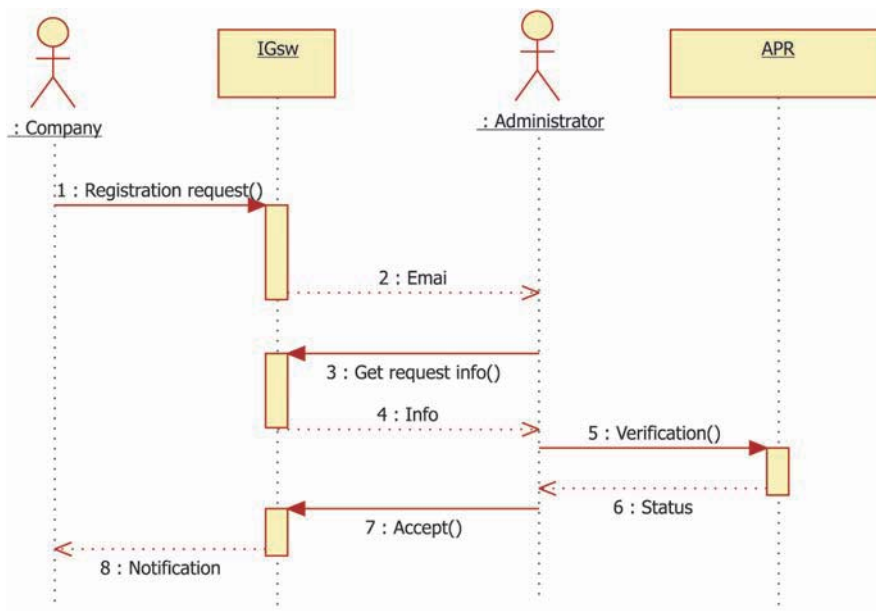 IGsw
APR
: Company
: Administrator
1 : Registration request()
2 : Emai
3 : Get request info()
4 : Info
5 : Verification()
6 : Status
7 : Accept()
8 : Notification